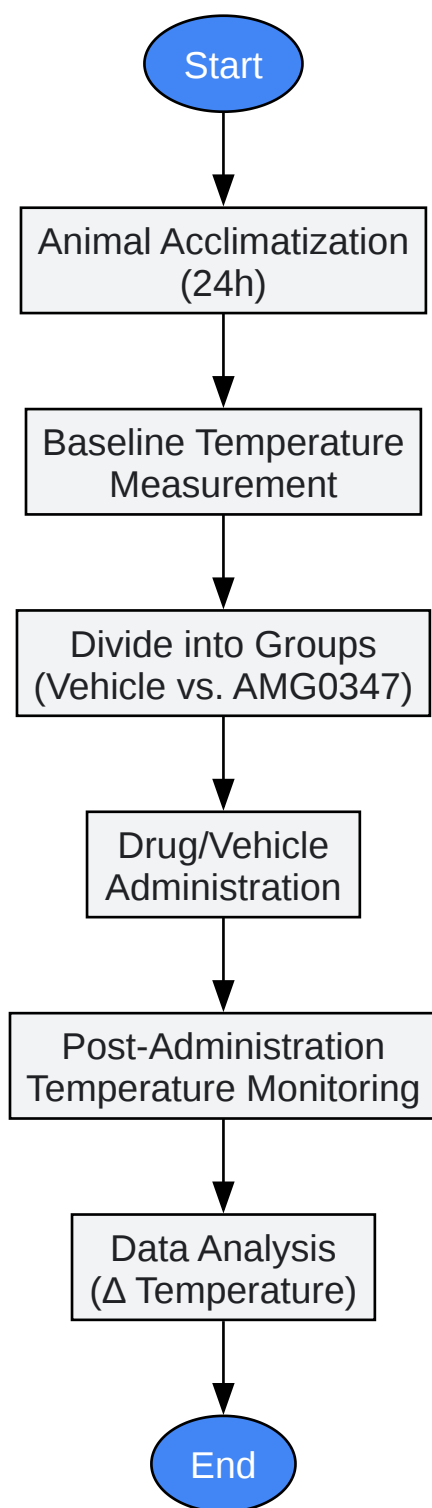 Start
Animal Acclimatization
(24h)
Baseline Temperature
Measurement
Divide into Groups
(Vehicle vs. AMG0347)
Drug/Vehicle
Administration
Post-Administration
Temperature Monitoring
Data Analysis
(Δ Temperature)
End